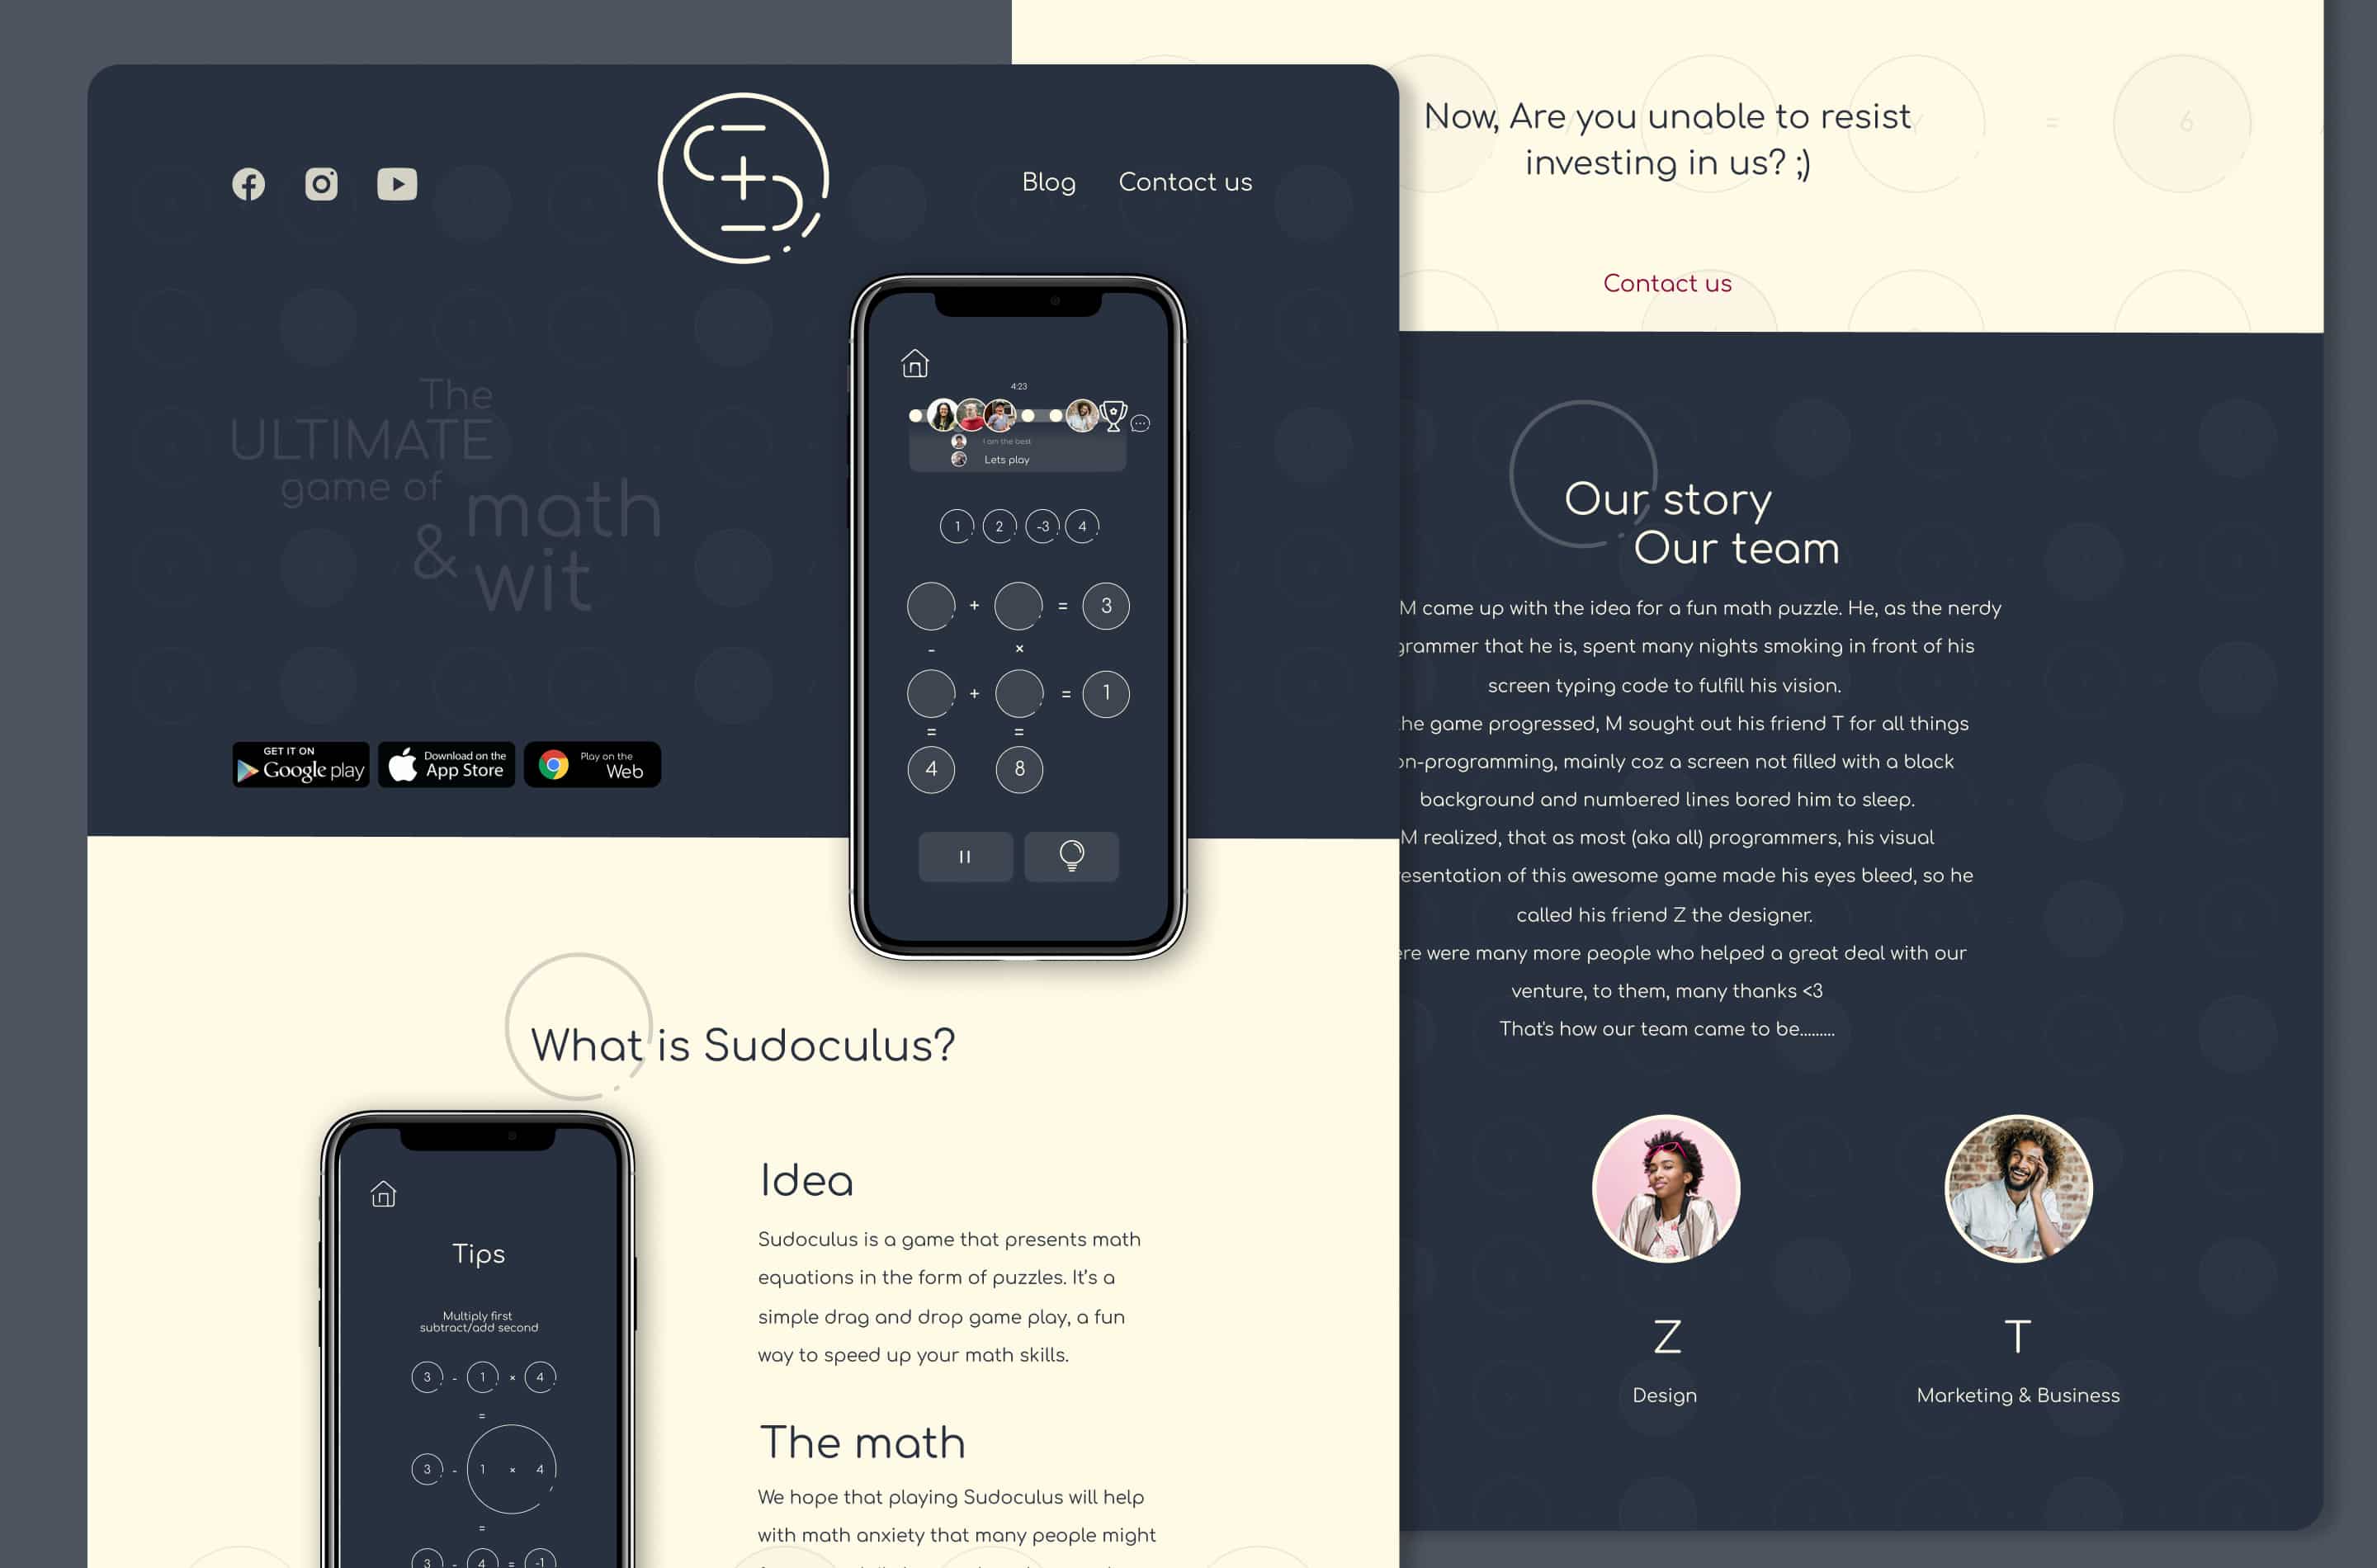 Blog Contact us
The
ULTIMATE
game of
math
&
wit
GET IT ON
Google play
Download on the
App Store
Play on the
Web
4:23
I am the best
Lets play
1 2 -3 4
+ = 3
- ×
+ = 1
= =
4 8
What is Sudoculus?
Tips
Multiply first
subtract/add second
3 - 1 × 4
=
3 - 1 × 4
=
3 - 4 = -1
Idea
Sudoculus is a game that presents math
equations in the form of puzzles. It's a
simple drag and drop game play, a fun
way to speed up your math skills.
The math
We hope that playing Sudoculus will help
with math anxiety that many people might
Now, Are you unable to resist
investing in us? ;)
= 6
Contact us
Our story
Our team
M came up with the idea for a fun math puzzle. He, as the nerdy
grammer that he is, spent many nights smoking in front of his
screen typing code to fulfill his vision.
the game progressed, M sought out his friend T for all things
on-programming, mainly coz a screen not filled with a black
background and numbered lines bored him to sleep.
M realized, that as most (aka all) programmers, his visual
esentation of this awesome game made his eyes bleed, so he
called his friend Z the designer.
ere were many more people who helped a great deal with our
venture, to them, many thanks <3
That's how our team came to be.........
Z
Design
T
Marketing & Business